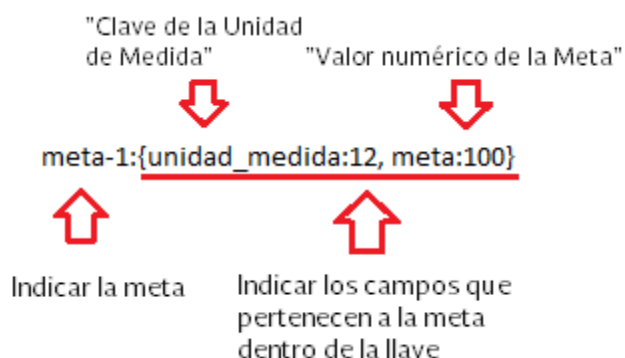 "Clave de la Unidad
de Medida"
"Valor numérico de la Meta"
meta-1:{unidad_medida:12, meta:100}
Indicar la meta
Indicar los campos que
pertenecen a la meta
dentro de la llave